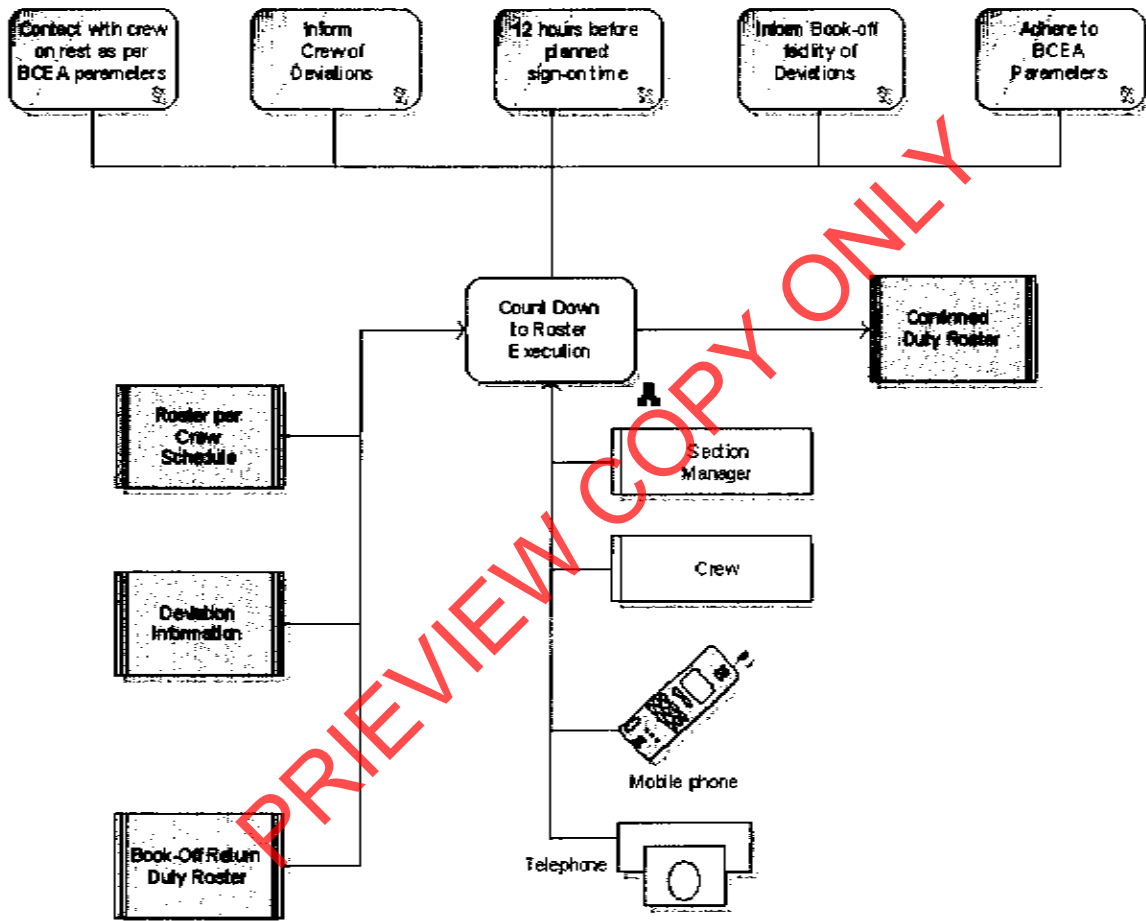 Contact with crew
on rest as per
BCEA parameters
Inform
Crew of
Deviations
12 hours before
planned
sign-on time
Inform Book-off
facility of
Deviations
Adhere to
BCEA
Parameters
Count Down
to Roster
Execution
Confirmed
Duty Roster
Roster per
Crew
Schedule
Section
Manager
Crew
Deviation
Information
Mobile phone
Book-Off Return
Duty Roster
Telephone
PRIEVIEW COPY ONLY